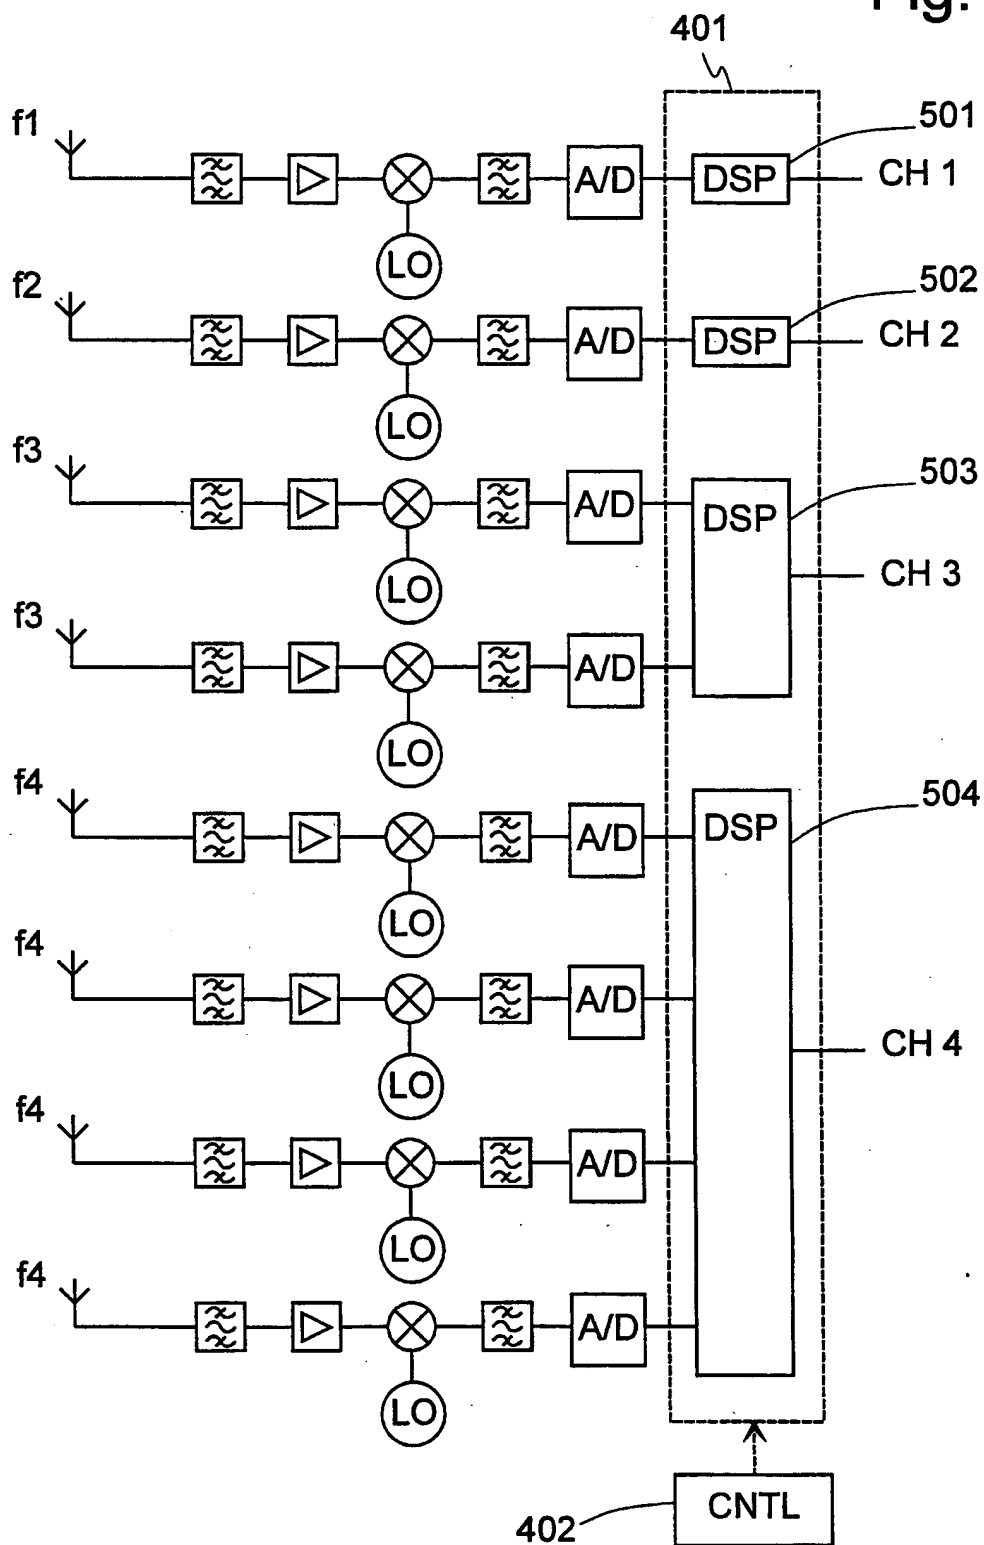 Fig.
401
f1
501
A/D
DSP
CH 1
LO
f2
502
A/D
DSP
CH 2
LO
f3
503
A/D
DSP
LO
CH 3
f3
A/D
LO
f4
504
A/D
DSP
LO
f4
A/D
CH 4
LO
f4
A/D
LO
f4
A/D
LO
CNTL
402